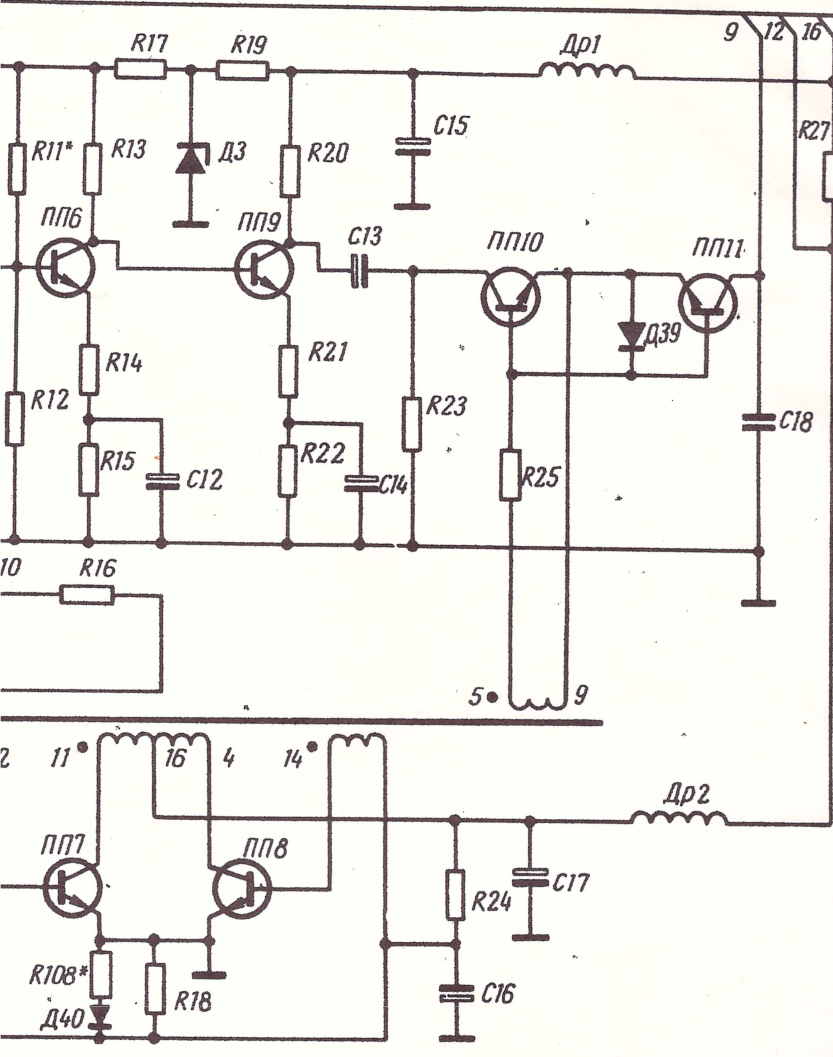 9 12 16
R17 R19 Др1
R27
C15
R11* R13 Д3 R20
ПП6 ПП9 C13 ПП10 ПП11
Д39
R14 R21
R12 R23
C18
R15 C12 R22 C14 R25
10 R16
5 9
2 11 16 4 14
Др2
ПП7 ПП8
R24 C17
R108* R18 C16
Д40